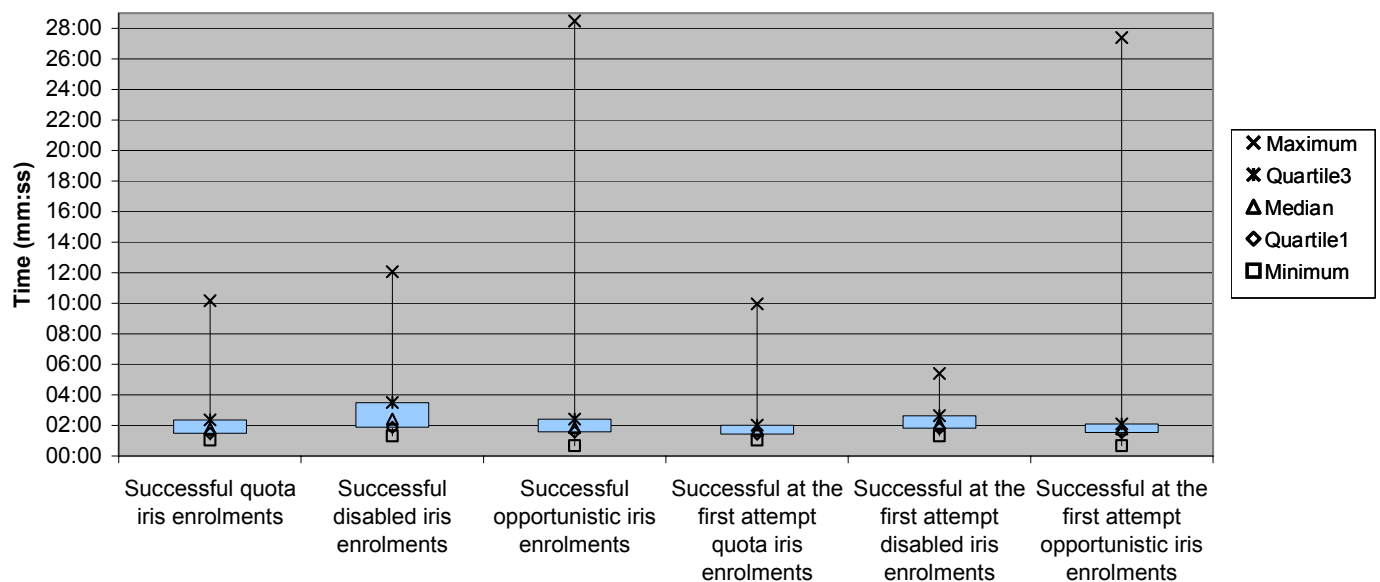 28:00
26:00
24:00
22:00
20:00
18:00
16:00
14:00
12:00
10:00
08:00
06:00
04:00
02:00
00:00
Time (mm:ss)
Successful quota
iris enrolments
Successful
disabled iris
enrolments
Successful
opportunistic iris
enrolments
Successful at the
first attempt
quota iris
enrolments
Successful at the
first attempt
disabled iris
enrolments
Successful at the
first attempt
opportunistic iris
enrolments
Maximum
Quartile3
Median
Quartile1
Minimum